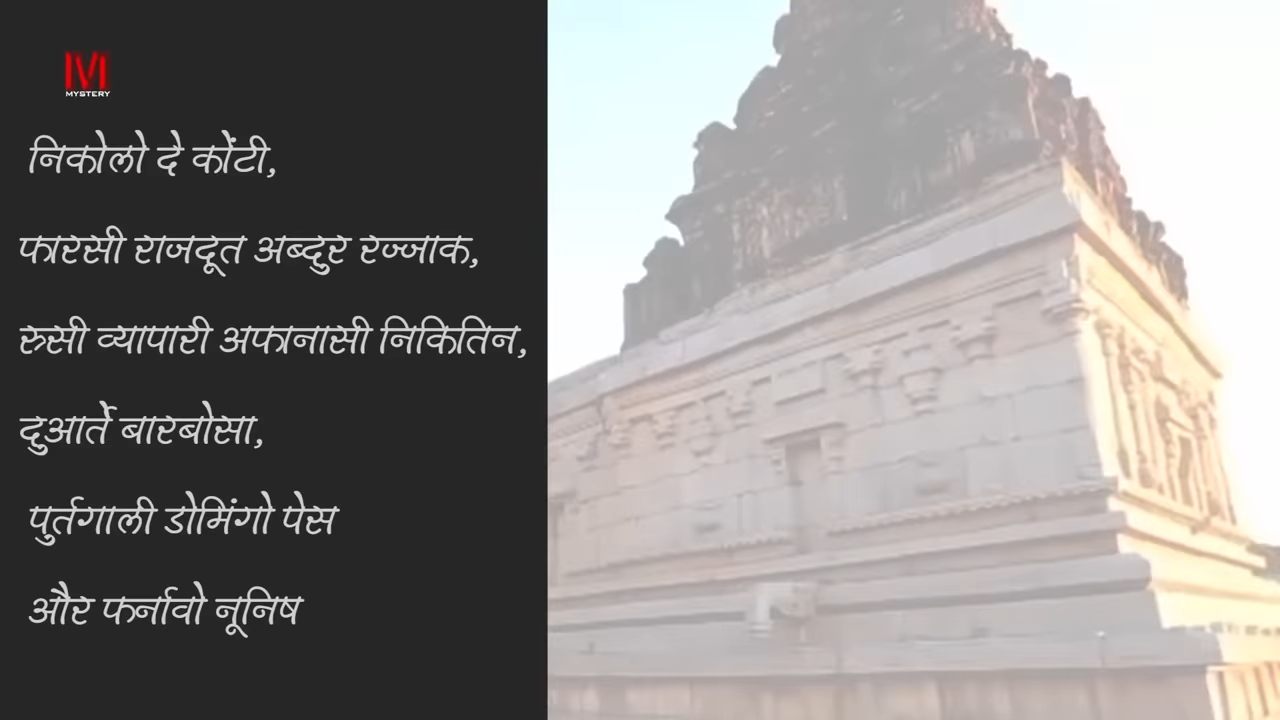 MYSTERY
निकोलो दे कोंटी,
फारसी राजदूत अब्दुर रज्जाक,
रुसी व्यापारी अफानासी निकितिन,
दुआर्ते बारबोसा,
पुर्तगाली डोमिंगो पेस
और फर्नावो नूनिष